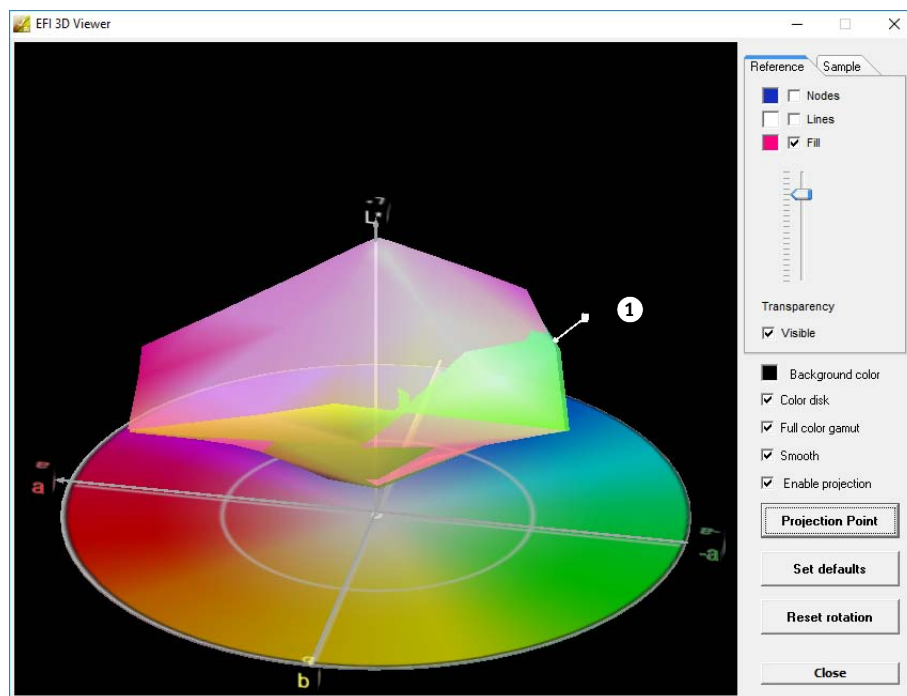 EFI 3D Viewer
Reference
Sample
Nodes
Lines
Fill
Transparency
Visible
Background color
Color disk
Full color gamut
Smooth
Enable projection
Projection Point
Set defaults
Reset rotation
Close
L*
1
a
-a
b